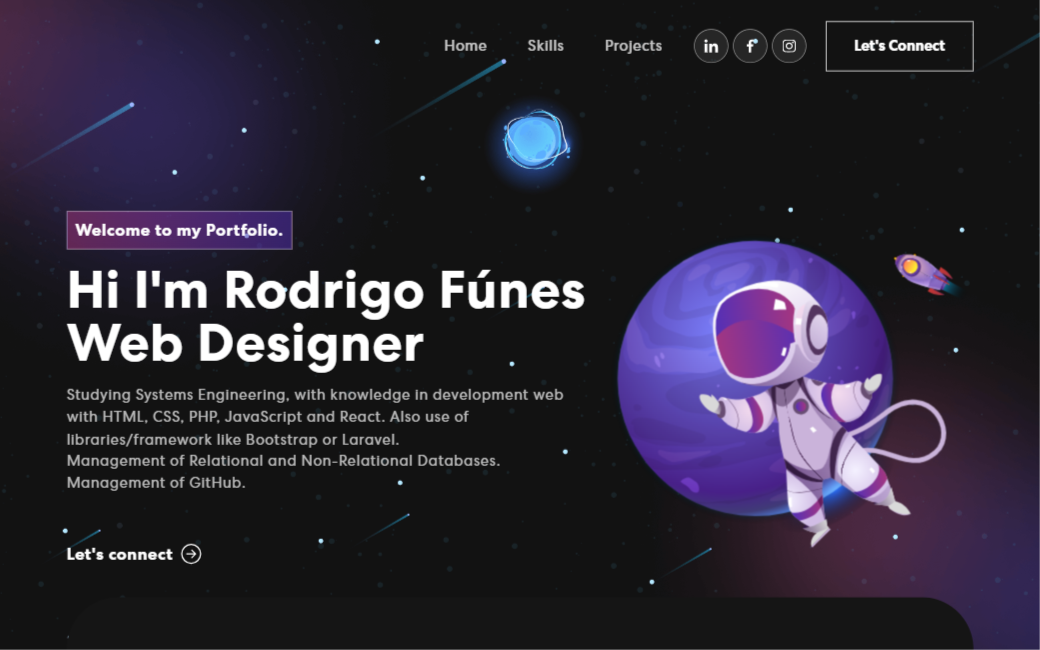 Home Skills Projects Let's Connect
Welcome to my Portfolio.
Hi I'm Rodrigo Fúnes
Web Designer
Studying Systems Engineering, with knowledge in development web
with HTML, CSS, PHP, JavaScript and React. Also use of
libraries/framework like Bootstrap or Laravel.
Management of Relational and Non-Relational Databases.
Management of GitHub.
Let's connect